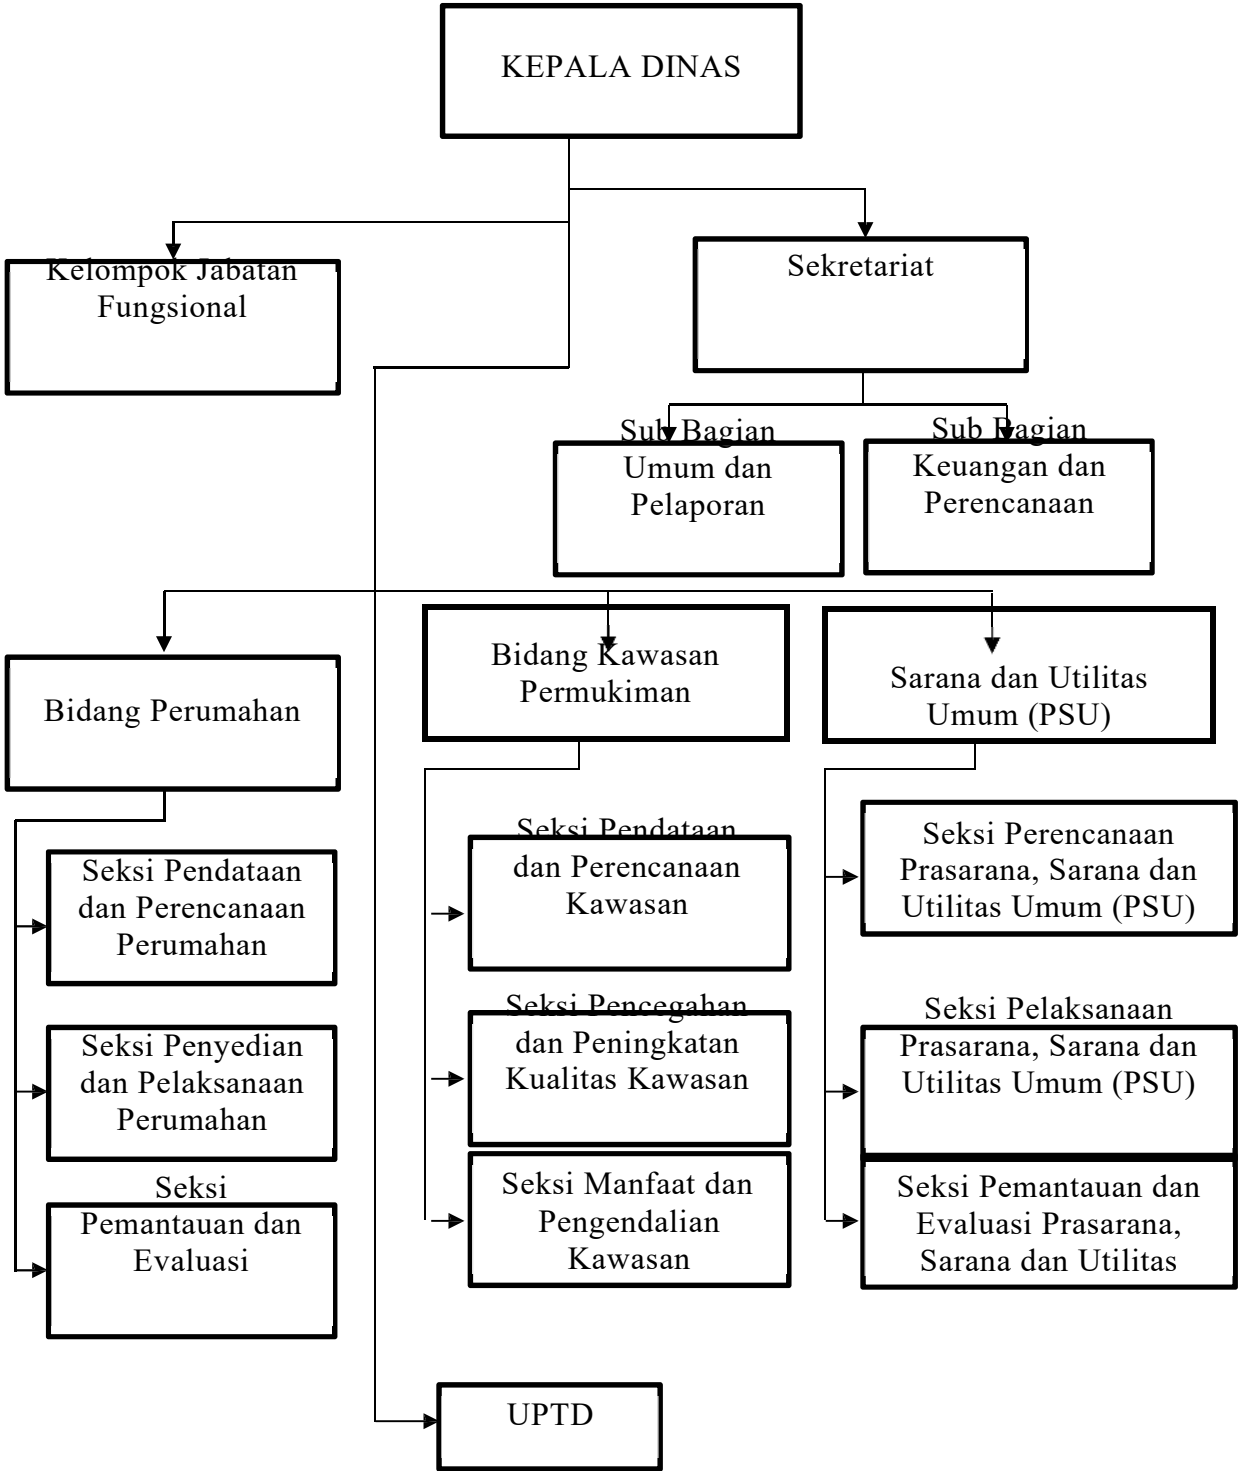 KEPALA DINAS
Kelompok Jabatan
Fungsional
Sekretariat
Sub Bagian
Umum dan
Pelaporan
Sub Bagian
Keuangan dan
Perencanaan
Bidang Perumahan
Bidang Kawasan
Permukiman
Sarana dan Utilitas
Umum (PSU)
Seksi Pendataan
dan Perencanaan
Perumahan
Seksi Penyedian
dan Pelaksanaan
Perumahan
Seksi
Pemantauan dan
Evaluasi
Seksi Pendataan
dan Perencanaan
Kawasan
Seksi Pencegahan
dan Peningkatan
Kualitas Kawasan
Seksi Manfaat dan
Pengendalian
Kawasan
Seksi Perencanaan
Prasarana, Sarana dan
Utilitas Umum (PSU)
Seksi Pelaksanaan
Prasarana, Sarana dan
Utilitas Umum (PSU)
Seksi Pemantauan dan
Evaluasi Prasarana,
Sarana dan Utilitas
UPTD